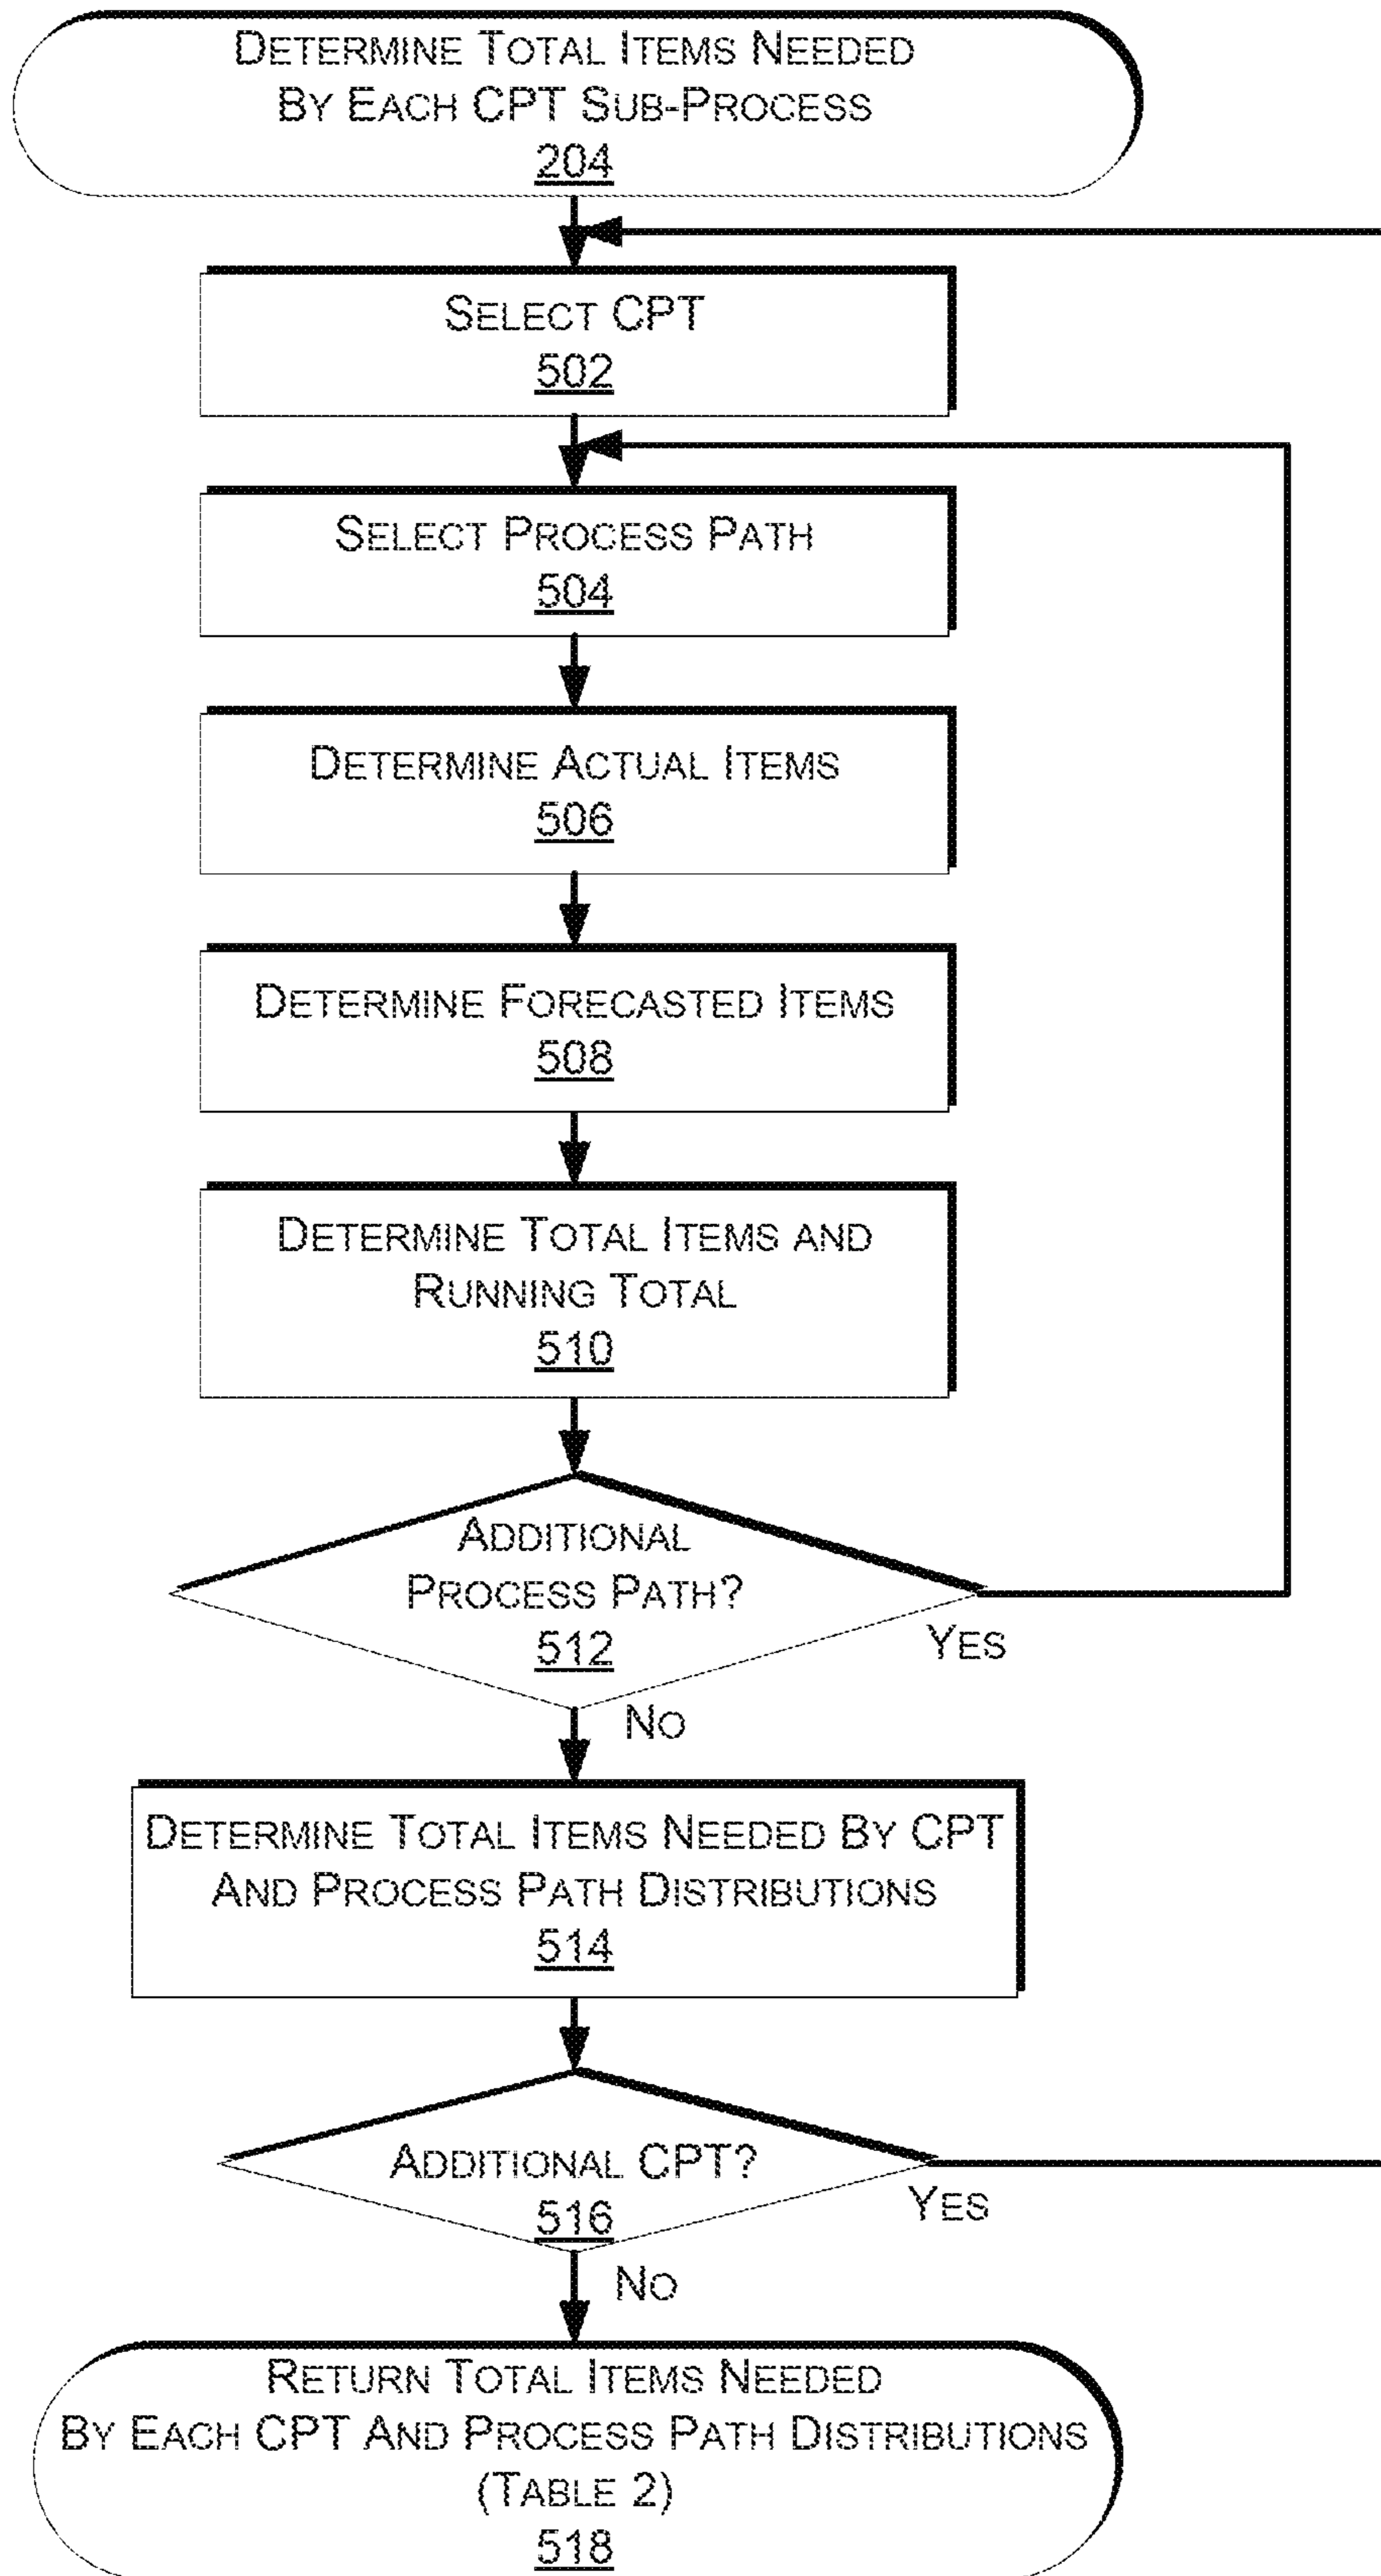 DETERMINE TOTAL ITEMS NEEDED
BY EACH CPT SUB-PROCESS
204
SELECT CPT
502
SELECT PROCESS PATH
504
DETERMINE ACTUAL ITEMS
506
DETERMINE FORECASTED ITEMS
508
DETERMINE TOTAL ITEMS AND
RUNNING TOTAL
510
ADDITIONAL
PROCESS PATH?
512
YES
NO
DETERMINE TOTAL ITEMS NEEDED BY CPT
AND PROCESS PATH DISTRIBUTIONS
514
ADDITIONAL CPT?
516
YES
NO
RETURN TOTAL ITEMS NEEDED
BY EACH CPT AND PROCESS PATH DISTRIBUTIONS
(TABLE 2)
518